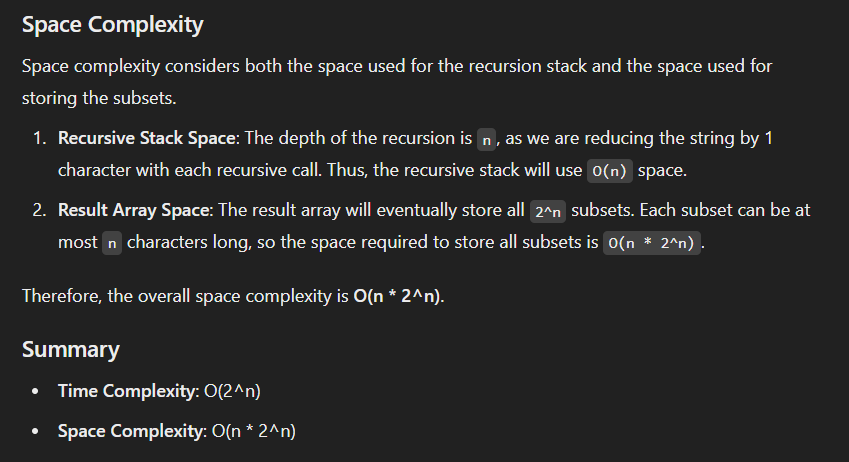 Space Complexity
Space complexity considers both the space used for the recursion stack and the space used for
storing the subsets.
1. Recursive Stack Space: The depth of the recursion is n, as we are reducing the string by 1
character with each recursive call. Thus, the recursive stack will use O(n) space.
2. Result Array Space: The result array will eventually store all 2^n subsets. Each subset can be at
most n characters long, so the space required to store all subsets is O(n * 2^n).
Therefore, the overall space complexity is O(n * 2^n).
Summary
• Time Complexity: O(2^n)
• Space Complexity: O(n * 2^n)